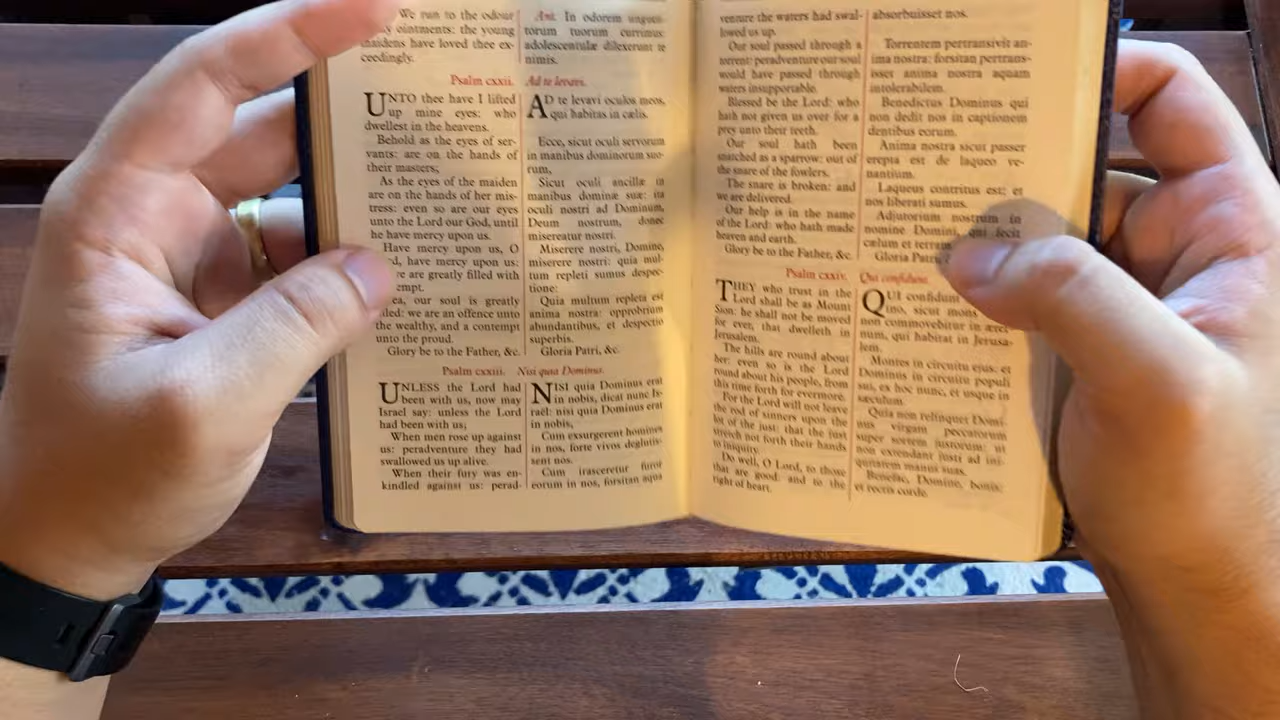 We run to the odour
ointments: the young
maidens have loved thee ex-
ceedingly.
Psalm cxxii.
UNTO thee have I lifted
up mine eyes: who
dwellest in the heavens.
Behold as the eyes of ser-
vants: are on the hands of
their masters;
As the eyes of the maiden
are on the hands of her mis-
tress: even so are our eyes
unto the Lord our God, until
he have mercy upon us.
Have mercy upon us, O
have mercy upon us:
re are greatly filled with
empt.
ea, our soul is greatly
led: we are an offence unto
the wealthy, and a contempt
unto the proud.
Glory be to the Father, &c.
Psalm cxxiii.
UNLESS the Lord had
been with us, now may
Israel say: unless the Lord
had been with us;
When men rose up against
us: peradventure they had
swallowed us up alive.
When their fury was en-
kindled against us: perad-
Ant. In odorem unguen-
torum tuorum currimus:
adolescentulæ dilexerunt te
nimis.
Ad te levavi.
AD te levavi oculos meos,
qui habitas in cælis.
Ecce, sicut oculi servorum
in manibus dominorum suo-
rum,
Sicut oculi ancillæ in
manibus dominæ suæ: ita
oculi nostri ad Dominum,
Deum nostrum, donec
misereatur nostri.
Miserere nostri, Domine,
miserere nostri: quia mul-
tum repleti sumus despec-
tione:
Quia multum repleta est
anima nostra: opprobrium
abundantibus, et despectio
superbis.
Gloria Patri, &c.
Nisi quia Dominus.
NISI quia Dominus erat
in nobis, dicat nunc Is-
raël: nisi quia Dominus erat
in nobis,
Cum exsurgerent homines
in nos, forte vivos deglutis-
sent nos.
Cum irasceretur furor
eorum in nos, forsitan aqua
venture the waters had swal-
lowed us up.
Our soul passed through a
torrent: peradventure our soul
would have passed through
waters insupportable.
Blessed be the Lord: who
hath not given us over for a
prey unto their teeth.
Our soul hath been
snatched as a sparrow: out of
the snare of the fowlers.
The snare is broken: and
we are delivered.
Our help is in the name
of the Lord: who hath made
heaven and earth.
Glory be to the Father, &c.
Psalm cxxiv.
THEY who trust in the
Lord shall be as Mount
Sion: he shall not be moved
for ever, that dwelleth in
Jerusalem.
The hills are round about
her: even so is the Lord
round about his people, from
this time forth for evermore.
For the Lord will not leave
the rod of sinners upon the
lot of the just: that the just
stretch not forth their hands
to iniquity.
Do well, O Lord, to those
that are good: and to the
right of heart.
absorbuisset nos.
Torrentem pertransivit an-
ima nostra: forsitan pertrans-
isset anima nostra aquam
intolerabilem.
Benedictus Dominus qui
non dedit nos in captionem
dentibus eorum.
Anima nostra sicut passer
erepta est de laqueo ve-
nantium.
Laqueus contritus est: et
nos liberati sumus.
Adjutorium nostrum in
nomine Domini, qui fecit
cælum et terram
Gloria Patri,
Qui confidunt.
QUI confidunt
ino, sicut mons
non commovebitur in æter-
num, qui habitat in Jerusa-
lem.
Montes in circuitu ejus: et
Dominus in circuitu populi
sui, ex hoc nunc, et usque in
sæculum.
Quia non relinquet Domi-
nus virgam peccatorum
super sortem justorum: ut
non extendant justi ad ini-
quitatem manus suas.
Benefac, Domine, bonis:
et rectis corde.